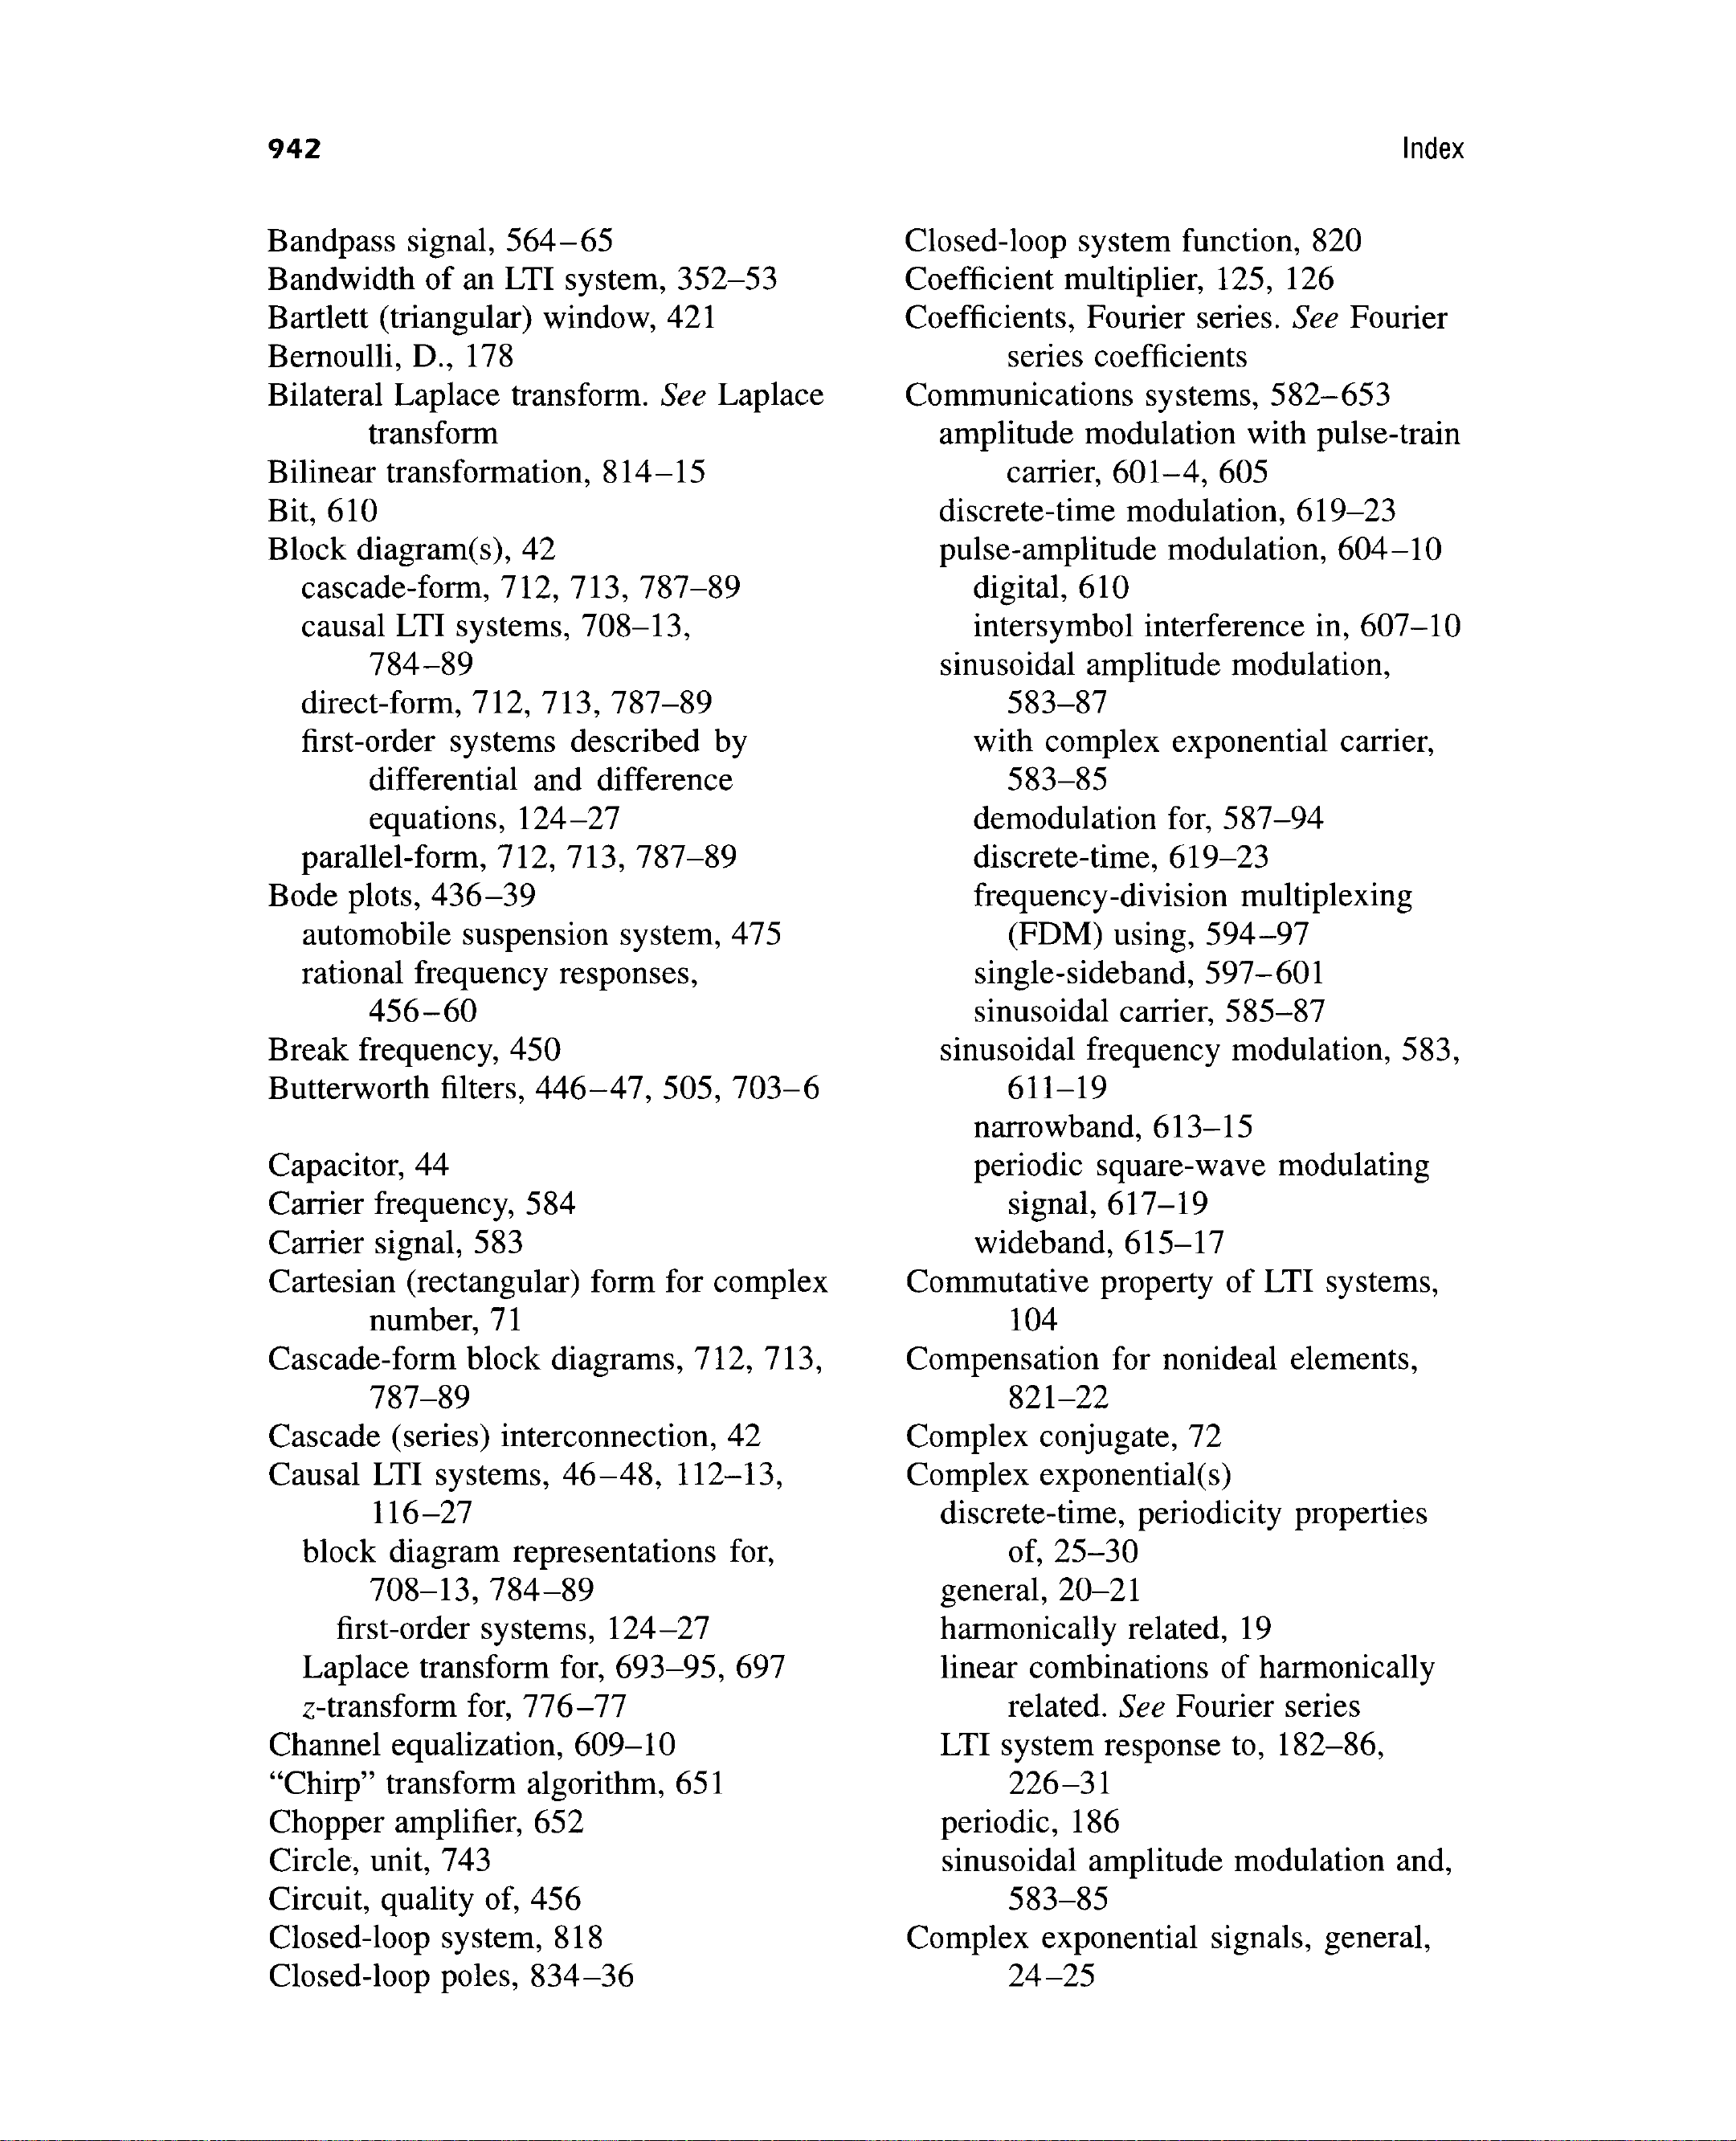 942
Index
Bandpass signal, 564–65
Bandwidth of an LTI system, 352–53
Bartlett (triangular) window, 421
Bernoulli, D., 178
Bilateral Laplace transform. See Laplace
transform
Bilinear transformation, 814–15
Bit, 610
Block diagram(s), 42
cascade-form, 712, 713, 787–89
causal LTI systems, 708–13,
784–89
direct-form, 712, 713, 787–89
first-order systems described by
differential and difference
equations, 124–27
parallel-form, 712, 713, 787–89
Bode plots, 436–39
automobile suspension system, 475
rational frequency responses,
456–60
Break frequency, 450
Butterworth filters, 446–47, 505, 703–6
Capacitor, 44
Carrier frequency, 584
Carrier signal, 583
Cartesian (rectangular) form for complex
number, 71
Cascade-form block diagrams, 712, 713,
787–89
Cascade (series) interconnection, 42
Causal LTI systems, 46–48, 112–13,
116–27
block diagram representations for,
708–13, 784–89
first-order systems, 124–27
Laplace transform for, 693–95, 697
z-transform for, 776–77
Channel equalization, 609–10
“Chirp” transform algorithm, 651
Chopper amplifier, 652
Circle, unit, 743
Circuit, quality of, 456
Closed-loop system, 818
Closed-loop poles, 834–36
Closed-loop system function, 820
Coefficient multiplier, 125, 126
Coefficients, Fourier series. See Fourier
series coefficients
Communications systems, 582–653
amplitude modulation with pulse-train
carrier, 601–4, 605
discrete-time modulation, 619–23
pulse-amplitude modulation, 604–10
digital, 610
intersymbol interference in, 607–10
sinusoidal amplitude modulation,
583–87
with complex exponential carrier,
583–85
demodulation for, 587–94
discrete-time, 619–23
frequency-division multiplexing
(FDM) using, 594–97
single-sideband, 597–601
sinusoidal carrier, 585–87
sinusoidal frequency modulation, 583,
611–19
narrowband, 613–15
periodic square-wave modulating
signal, 617–19
wideband, 615–17
Commutative property of LTI systems,
104
Compensation for nonideal elements,
821–22
Complex conjugate, 72
Complex exponential(s)
discrete-time, periodicity properties
of, 25–30
general, 20–21
harmonically related, 19
linear combinations of harmonically
related. See Fourier series
LTI system response to, 182–86,
226–31
periodic, 186
sinusoidal amplitude modulation and,
583–85
Complex exponential signals, general,
24–25